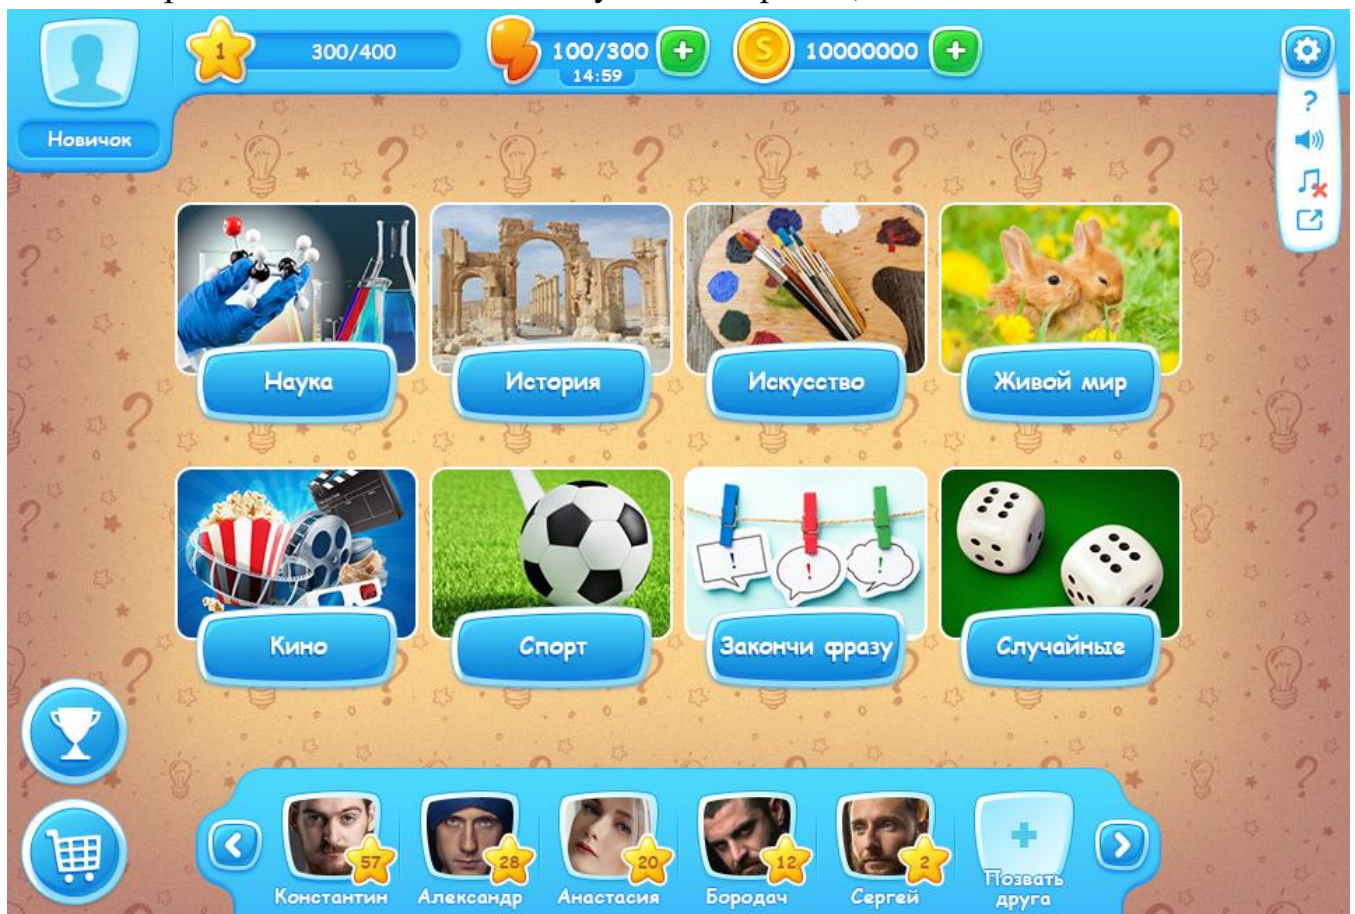 1
300/400
100/300
14:59
S
10000000
?
Новичок
Наука
История
Искусство
Живой мир
Кино
Спорт
Закончи фразу
Случайные
57
28
20
12
2
Константин
Александр
Анастасия
Бородач
Сергей
Позвать
друга